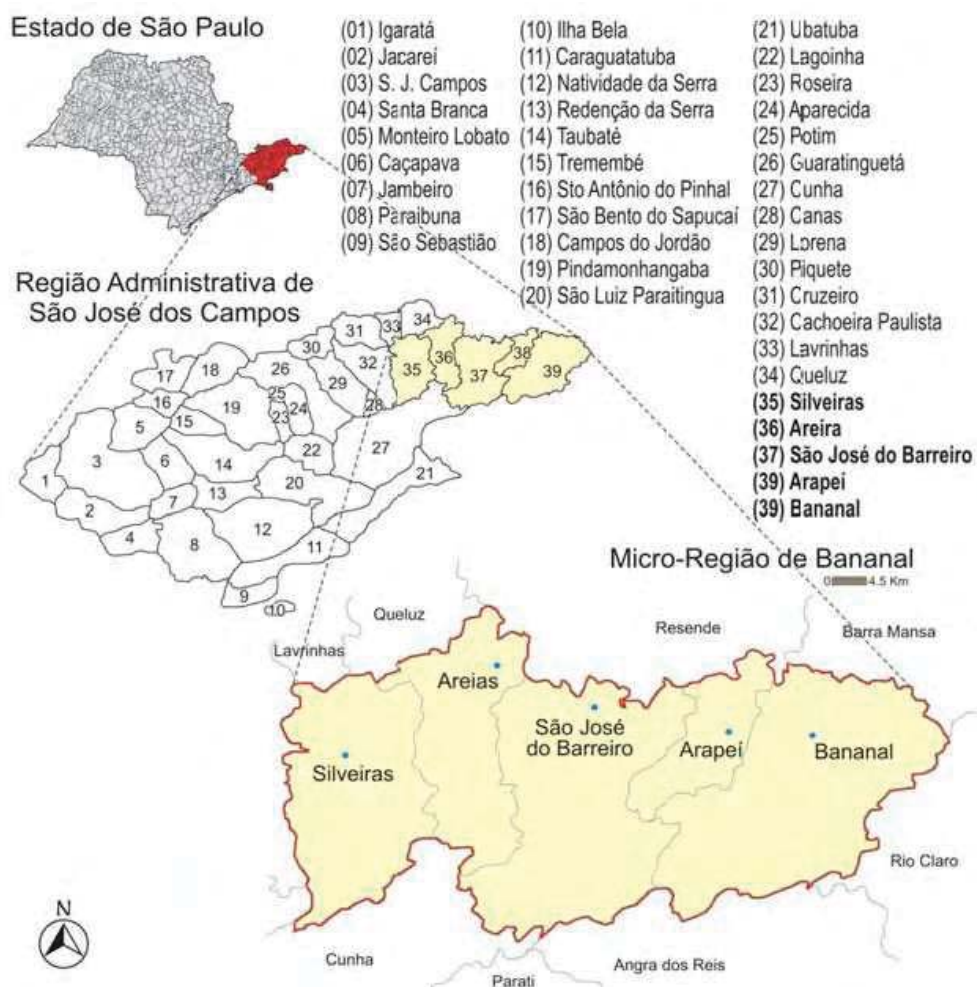 Estado de São Paulo
(01) Igaratá
(02) Jacareí
(03) S. J. Campos
(04) Santa Branca
(05) Monteiro Lobato
(06) Caçapava
(07) Jambeiro
(08) Paraibuna
(09) São Sebastião
(10) Ilha Bela
(11) Caraguatatuba
(12) Natividade da Serra
(13) Redenção da Serra
(14) Taubaté
(15) Tremembé
(16) Sto Antônio do Pinhal
(17) São Bento do Sapucaí
(18) Campos do Jordão
(19) Pindamonhangaba
(20) São Luiz Paraitingua
(21) Ubatuba
(22) Lagoinha
(23) Roseira
(24) Aparecida
(25) Potim
(26) Guaratinguetá
(27) Cunha
(28) Canas
(29) Lorena
(30) Piquete
(31) Cruzeiro
(32) Cachoeira Paulista
(33) Lavrinhas
(34) Queluz
(35) Silveiras
(36) Areira
(37) São José do Barreiro
(39) Arapeí
(39) Bananal
Região Administrativa de
São José dos Campos
34
33
31
30
32
35
36
38
37
39
17
18
26
29
16
19
25
24
23
28
5
15
27
22
3
6
14
21
1
20
7
13
2
12
4
8
11
9
10
Micro-Região de Bananal
0 4.5 Km
Queluz
Resende
Barra Mansa
Lavrinhas
Areias
São José
do Barreiro
Arapeí
Bananal
Silveiras
Rio Claro
N
Cunha
Angra dos Reis
Parati